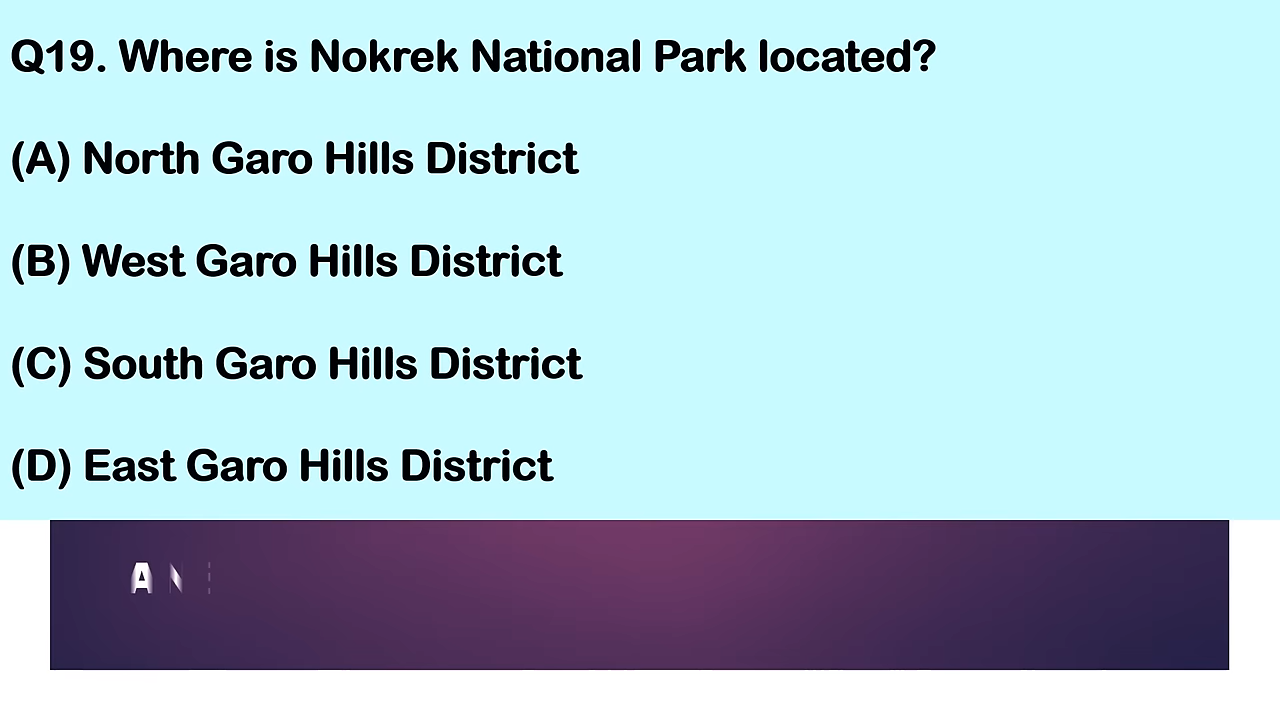 Q19. Where is Nokrek National Park located?
(A) North Garo Hills District
(B) West Garo Hills District
(C) South Garo Hills District
(D) East Garo Hills District